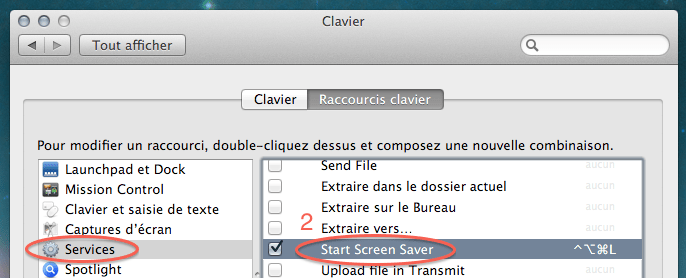 Clavier
Tout afficher
Clavier Raccourcis clavier
Pour modifier un raccourci, double-cliquez dessus et composez une nouvelle combinaison.
Launchpad et Dock
Mission Control
Clavier et saisie de texte
Captures d'écran
Services
Spotlight
Send File aucun
Extraire dans le dossier actuel aucun
Extraire sur le Bureau aucun
2
Extraire vers... aucun
Start Screen Saver ^⌥⌘L
Upload file in Transmit aucun